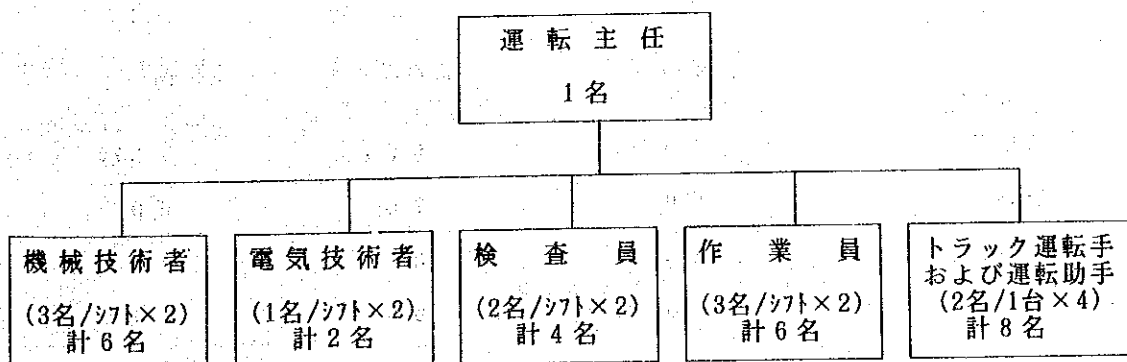 運転主任
1名
機械技術者
(3名/シフト×2)
計6名
電気技術者
(1名/シフト×2)
計2名
検査員
(2名/シフト×2)
計4名
作業員
(3名/シフト×2)
計6名
トラック運転手
および運転助手
(2名/1台×4)
計8名